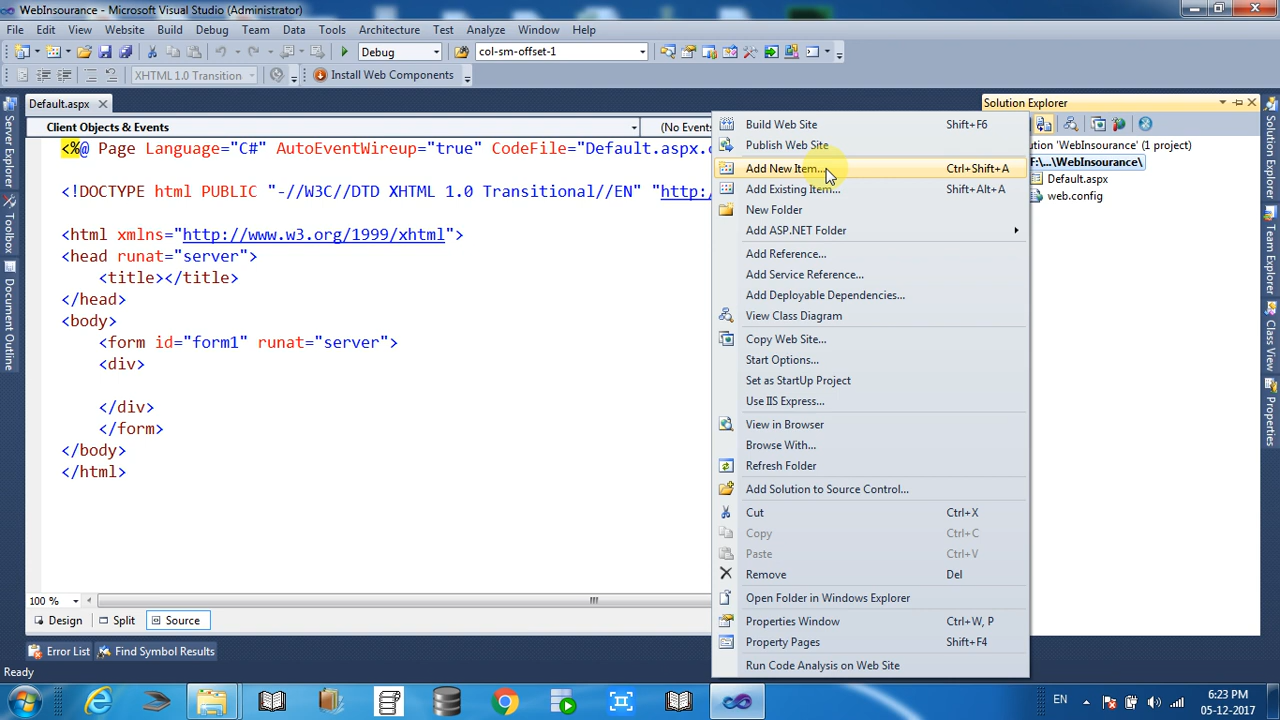 WebInsourance - Microsoft Visual Studio (Administrator)
File Edit View Website Build Debug Team Data Tools Architecture Test Analyze Window Help
Debug col-sm-offset-1
XHTML 1.0 Transition Install Web Components
Default.aspx
Solution Explorer
Client Objects & Events
(No Events
<%@ Page Language="C#" AutoEventWireup="true" CodeFile="Default.aspx.c
<!DOCTYPE html PUBLIC "-//W3C//DTD XHTML 1.0 Transitional//EN" "http:/
<html xmlns="http://www.w3.org/1999/xhtml">
<head runat="server">
<title></title>
</head>
<body>
<form id="form1" runat="server">
<div>
</div>
</form>
</body>
</html>
Build Web Site Shift+F6
Publish Web Site
Add New Item... Ctrl+Shift+A
Add Existing Item... Shift+Alt+A
New Folder
Add ASP.NET Folder
Add Reference...
Add Service Reference...
Add Deployable Dependencies...
View Class Diagram
Copy Web Site...
Start Options...
Set as StartUp Project
Use IIS Express...
View in Browser
Browse With...
Refresh Folder
Add Solution to Source Control...
Cut Ctrl+X
Copy Ctrl+C
Paste Ctrl+V
Remove Del
Open Folder in Windows Explorer
Properties Window Ctrl+W, P
Property Pages Shift+F4
Run Code Analysis on Web Site
olution 'WebInsourance' (1 project)
F:\...\WebInsourance\
Default.aspx
web.config
Server Explorer
Toolbox
Document Outline
Solution Explorer
Team Explorer
Class View
Properties
100 %
Design Split Source
Error List Find Symbol Results
Ready
EN
6:23 PM
05-12-2017